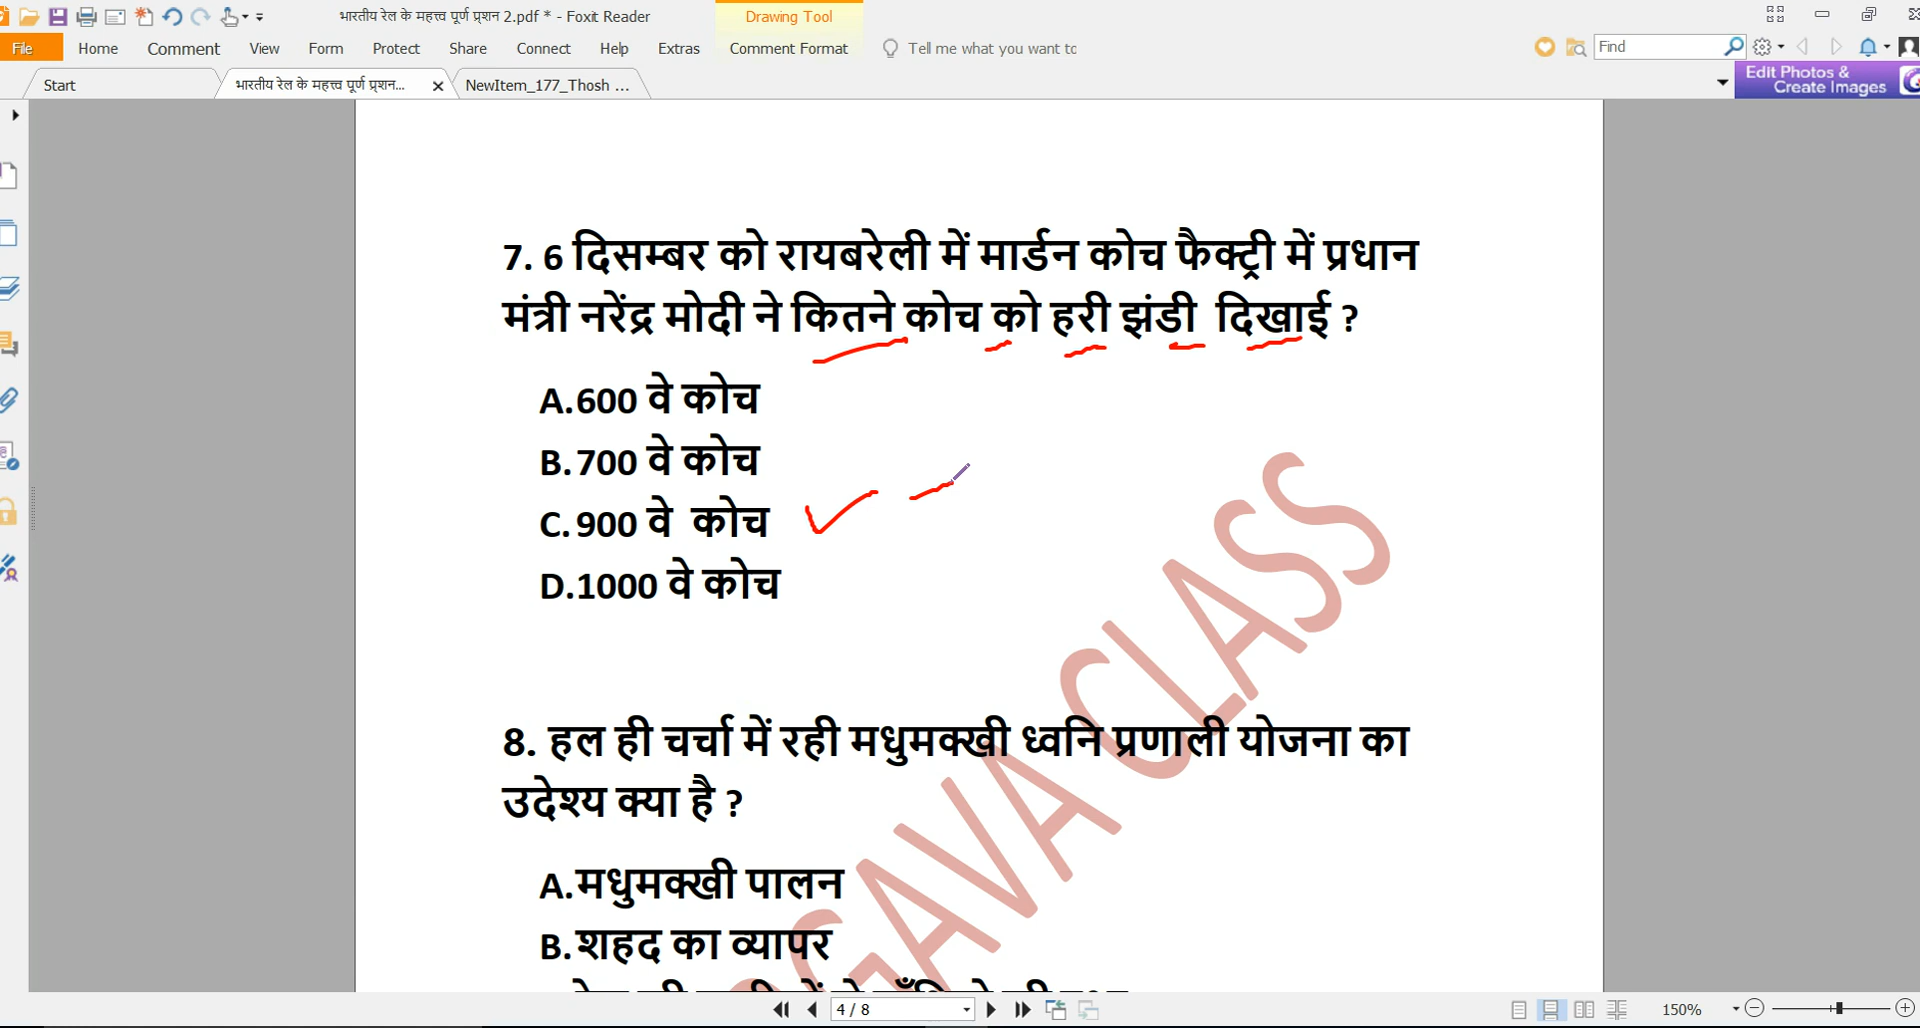 भारतीय रेल के महत्त्व पूर्ण प्रशन 2.pdf * - Foxit Reader
Drawing Tool
File Home Comment View Form Protect Share Connect Help Extras Comment Format Tell me what you want to
Find
Start
भारतीय रेल के महत्त्व पूर्ण प्रशन...
NewItem_177_Thosh ...
Edit Photos &
Create Images
7. 6 दिसम्बर को रायबरेली में मार्डन कोच फैक्ट्री में प्रधान
मंत्री नरेंद्र मोदी ने कितने कोच को हरी झंडी दिखाई ?
A.600 वे कोच
B.700 वे कोच
C.900 वे कोच
D.1000 वे कोच
8. हल ही चर्चा में रही मधुमक्खी ध्वनि प्रणाली योजना का
उदेश्य क्या है ?
A.मधुमक्खी पालन
B.शहद का व्यापर
GAVA CLASS
4 / 8
150%